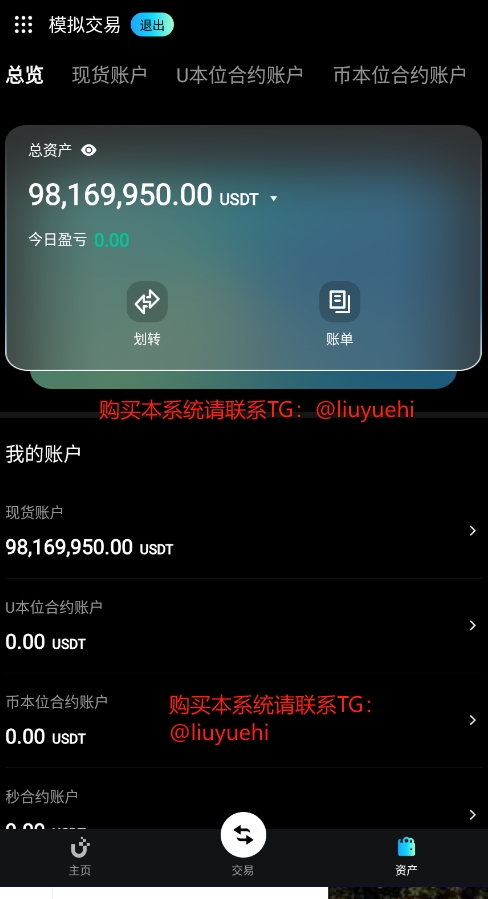 模拟交易 退出
总览 现货账户 U本位合约账户 币本位合约账户
总资产
98,169,950.00 USDT
今日盈亏 0.00
划转 账单
购买本系统请联系TG：@liuyuehi
我的账户
现货账户
98,169,950.00 USDT
U本位合约账户
0.00 USDT
币本位合约账户
0.00 USDT
购买本系统请联系TG：
@liuyuehi
秒合约账户
0.00 USDT
主页 交易 资产